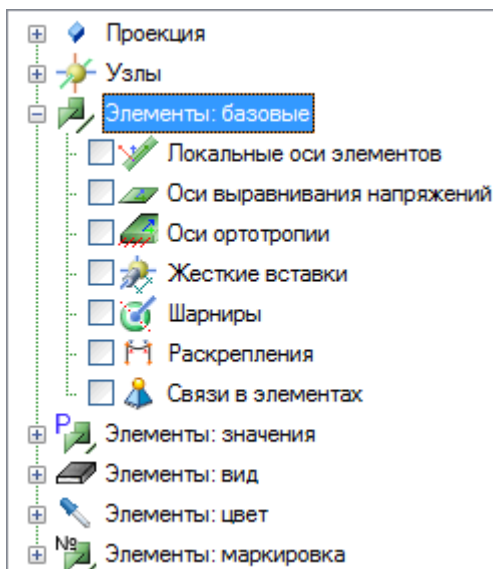 Проекция
Узлы
Элементы: базовые
Локальные оси элементов
Оси выравнивания напряжений
Оси ортотропии
Жесткие вставки
Шарниры
Раскрепления
Связи в элементах
P Элементы: значения
Элементы: вид
Элементы: цвет
№ Элементы: маркировка